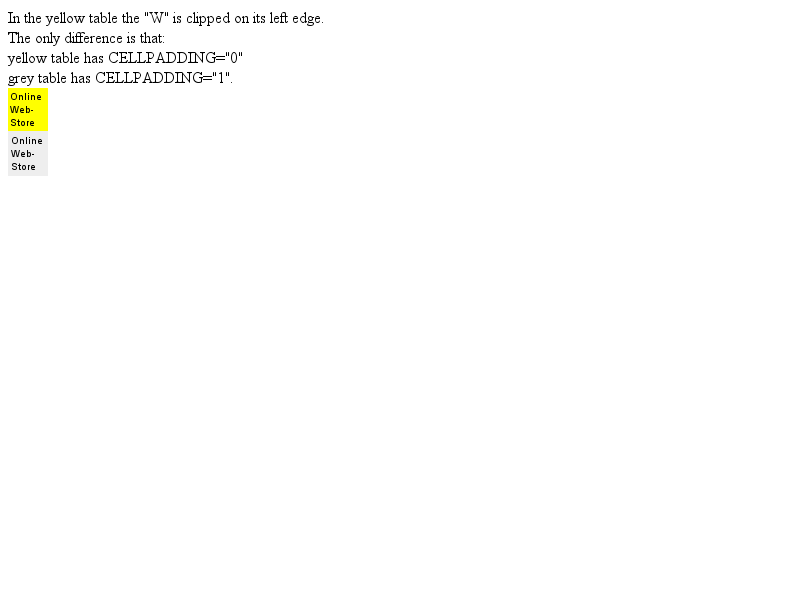 In the yellow table the "W" is clipped on its left edge.
The only difference is that:
yellow table has CELLPADDING="0"
grey table has CELLPADDING="1".
Online
Web-
Store
Online
Web-
Store